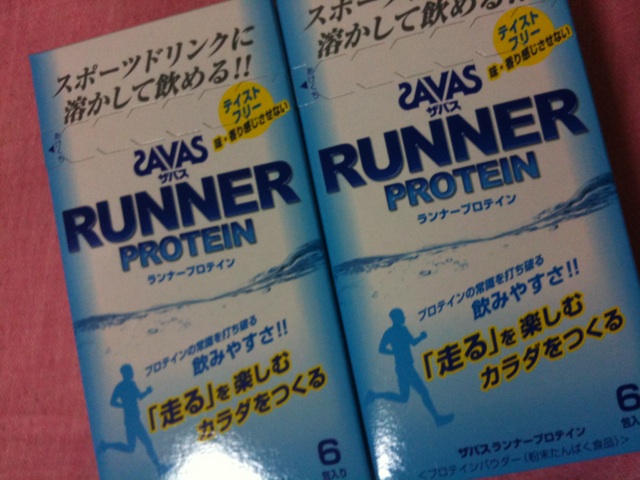 スポーツドリンクに
溶かして飲める!!
テイスト
フリー
味・香り感じさせない
SAVAS
ザバス
RUNNER
PROTEIN
ランナープロテイン
プロテインの常識を打ち破る
飲みやすさ!!
「走る」を楽しむ
カラダをつくる
6
包入り
スポーツドリンクに
溶かして飲める!!
テイスト
フリー
味・香り感じさせない
SAVAS
ザバス
RUNNER
PROTEIN
ランナープロテイン
プロテインの常識を打ち破る
飲みやすさ!!
「走る」を楽しむ
カラダをつくる
6
包入
ザバスランナープロテイン
<プロテインパウダー(粉末たんぱく食品)>